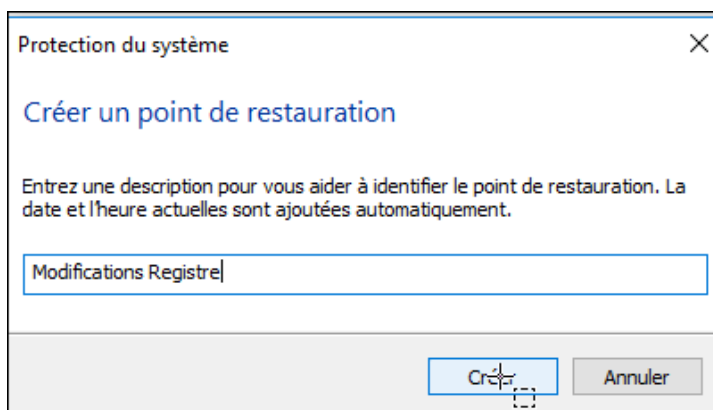 Protection du système
Créer un point de restauration
Entrez une description pour vous aider à identifier le point de restauration. La
date et l'heure actuelles sont ajoutées automatiquement.
Modifications Registre
Créer
Annuler